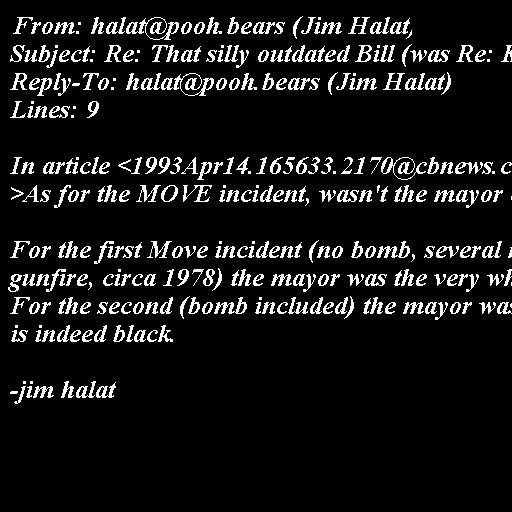 From: halat@pooh.bears (Jim Halat,
Subject: Re: That silly outdated Bill (was Re:
Reply-To: halat@pooh.bears (Jim Halat)
Lines: 9
In article <1993Apr14.165633.2170@cbnews.c
>As for the MOVE incident, wasn't the mayor
For the first Move incident (no bomb, several
gunfire, circa 1978) the mayor was the very wh
For the second (bomb included) the mayor was
is indeed black.
-jim halat